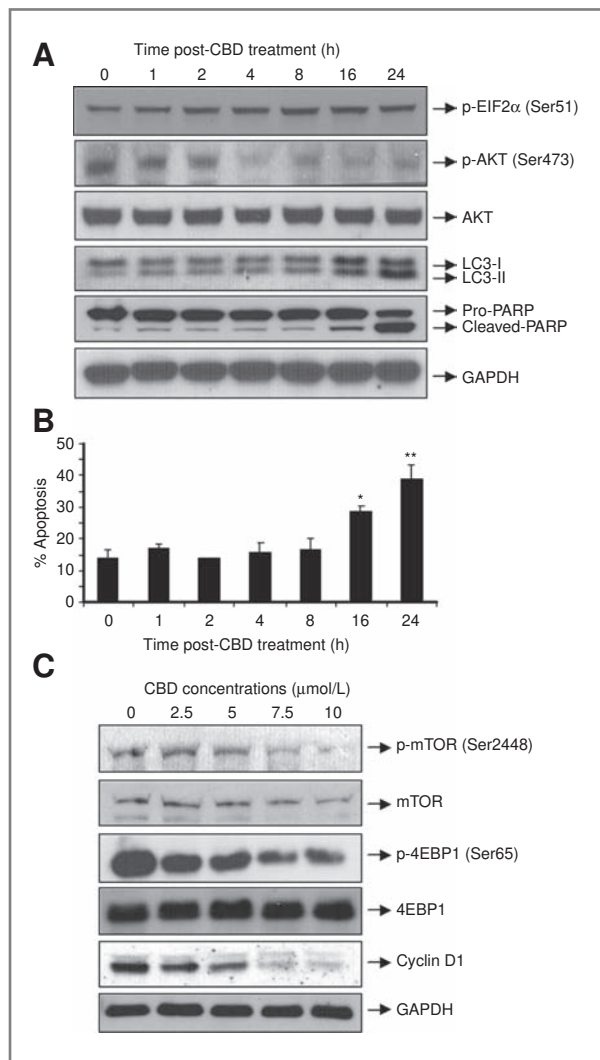 A
Time post-CBD treatment (h)
0 1 2 4 8 16 24
p-EIF2α (Ser51)
p-AKT (Ser473)
AKT
LC3-I
LC3-II
Pro-PARP
Cleaved-PARP
GAPDH
B
% Apoptosis
50
40
30
20
10
0
* **
0 1 2 4 8 16 24
Time post-CBD treatment (h)
C
CBD concentrations (μmol/L)
0 2.5 5 7.5 10
p-mTOR (Ser2448)
mTOR
p-4EBP1 (Ser65)
4EBP1
Cyclin D1
GAPDH